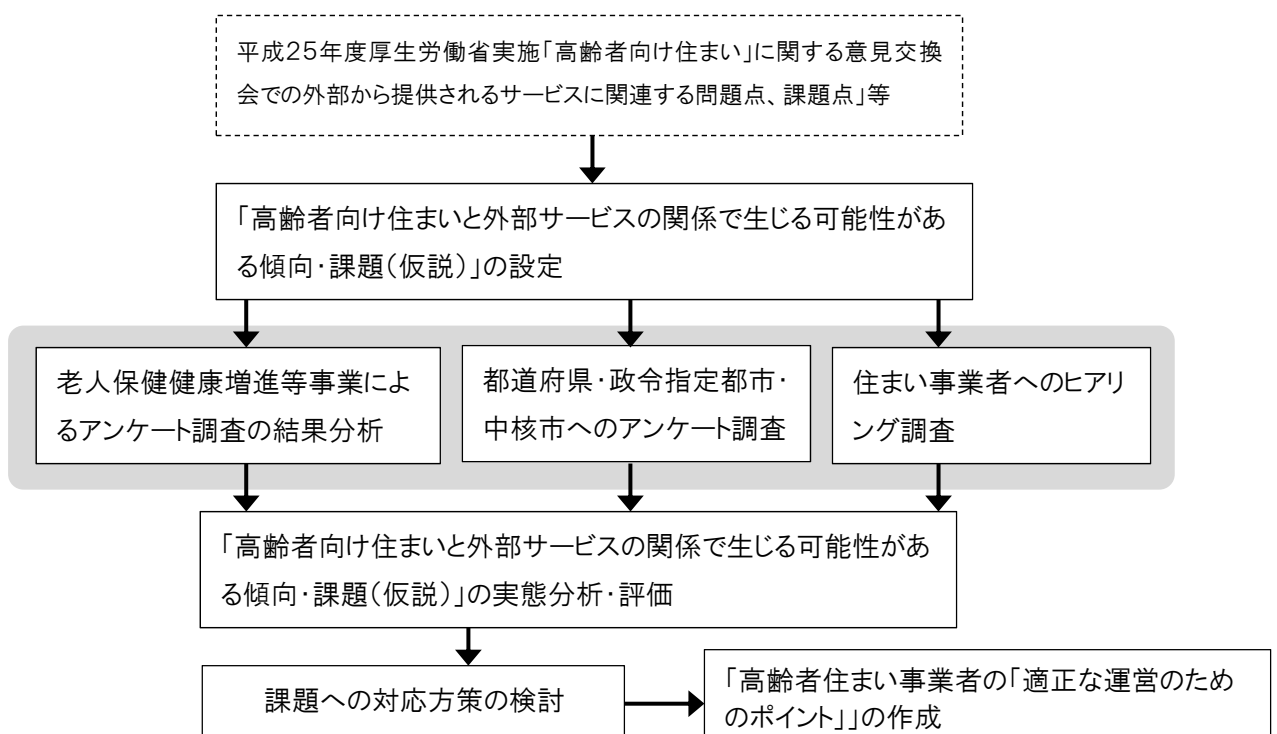 平成25年度厚生労働省実施「高齢者向け住まい」に関する意見交換
会での外部から提供されるサービスに関連する問題点、課題点」等
「高齢者向け住まいと外部サービスの関係で生じる可能性があ
る傾向・課題(仮説)」の設定
老人保健健康増進等事業によ
るアンケート調査の結果分析
都道府県・政令指定都市・
中核市へのアンケート調査
住まい事業者へのヒアリ
ング調査
「高齢者向け住まいと外部サービスの関係で生じる可能性があ
る傾向・課題(仮説)」の実態分析・評価
課題への対応方策の検討
「高齢者住まい事業者の「適正な運営のため
のポイント」」の作成